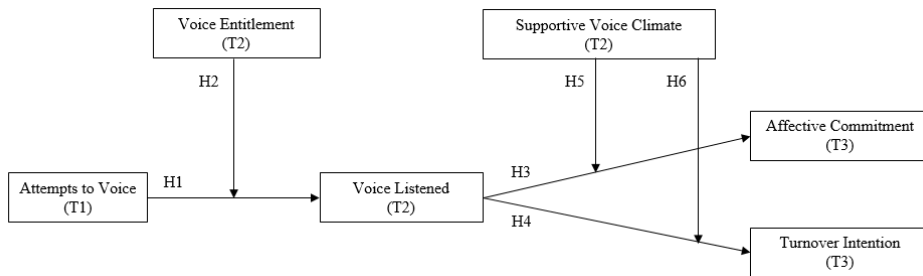 Voice Entitlement
(T2)
Supportive Voice Climate
(T2)
H2
H5
H6
Affective Commitment
(T3)
H1
H3
Attempts to Voice
(T1)
Voice Listened
(T2)
H4
Turnover Intention
(T3)